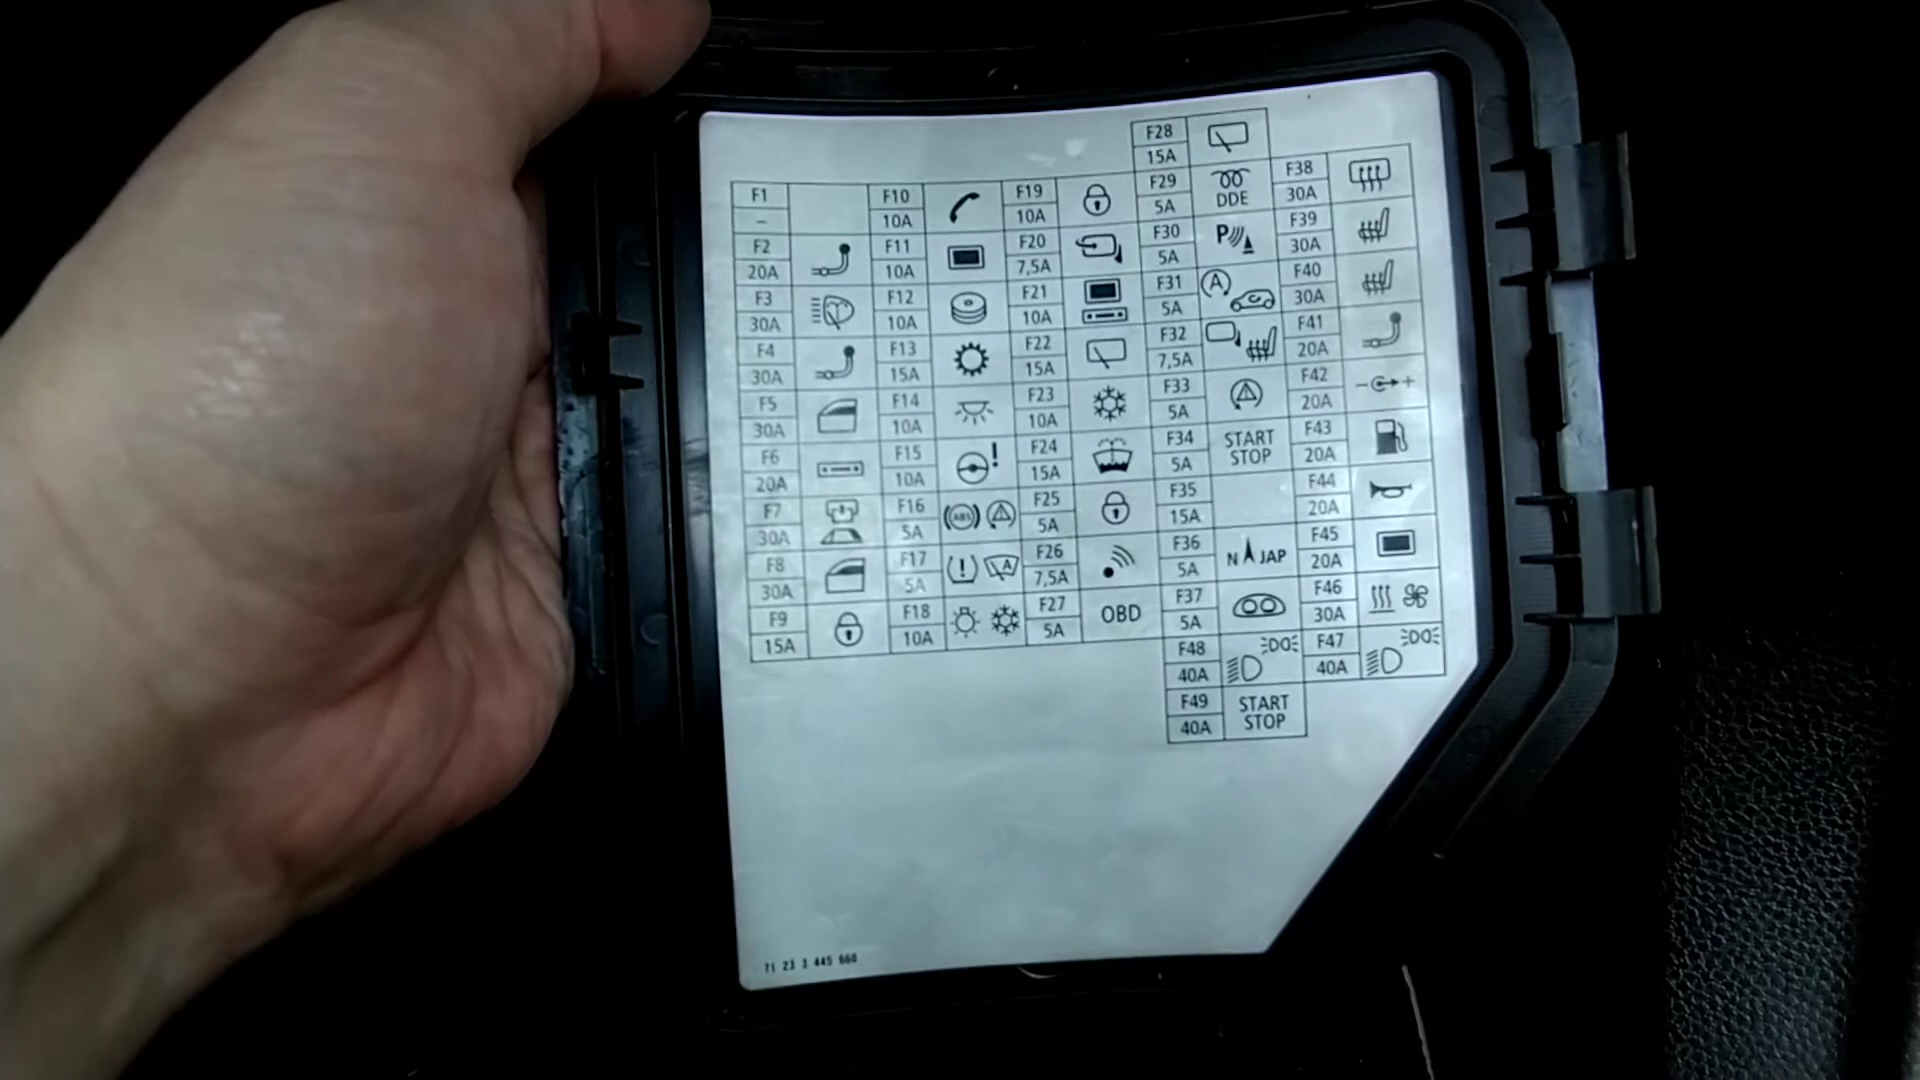 F1
–
F2
20A
F3
30A
F4
30A
F5
30A
F6
20A
F7
30A
F8
30A
F9
15A
F10
10A
F11
10A
F12
10A
F13
15A
F14
10A
F15
10A
!
F16
5A
ABS
F17
5A
! A
F18
10A
F19
10A
F20
7,5A
F21
10A
F22
15A
F23
10A
F24
15A
F25
5A
F26
7,5A
F27
5A
OBD
F28
15A
F29
5A
DDE
F30
5A
P
F31
5A
A
F32
7,5A
F33
5A
F34
5A
START
STOP
F35
15A
F36
5A
N JAP
F37
5A
F48
40A
F49
40A
START
STOP
F38
30A
F39
30A
F40
30A
F41
20A
F42
20A
– +
F43
20A
F44
20A
F45
20A
F46
30A
F47
40A
71 23 3 445 660